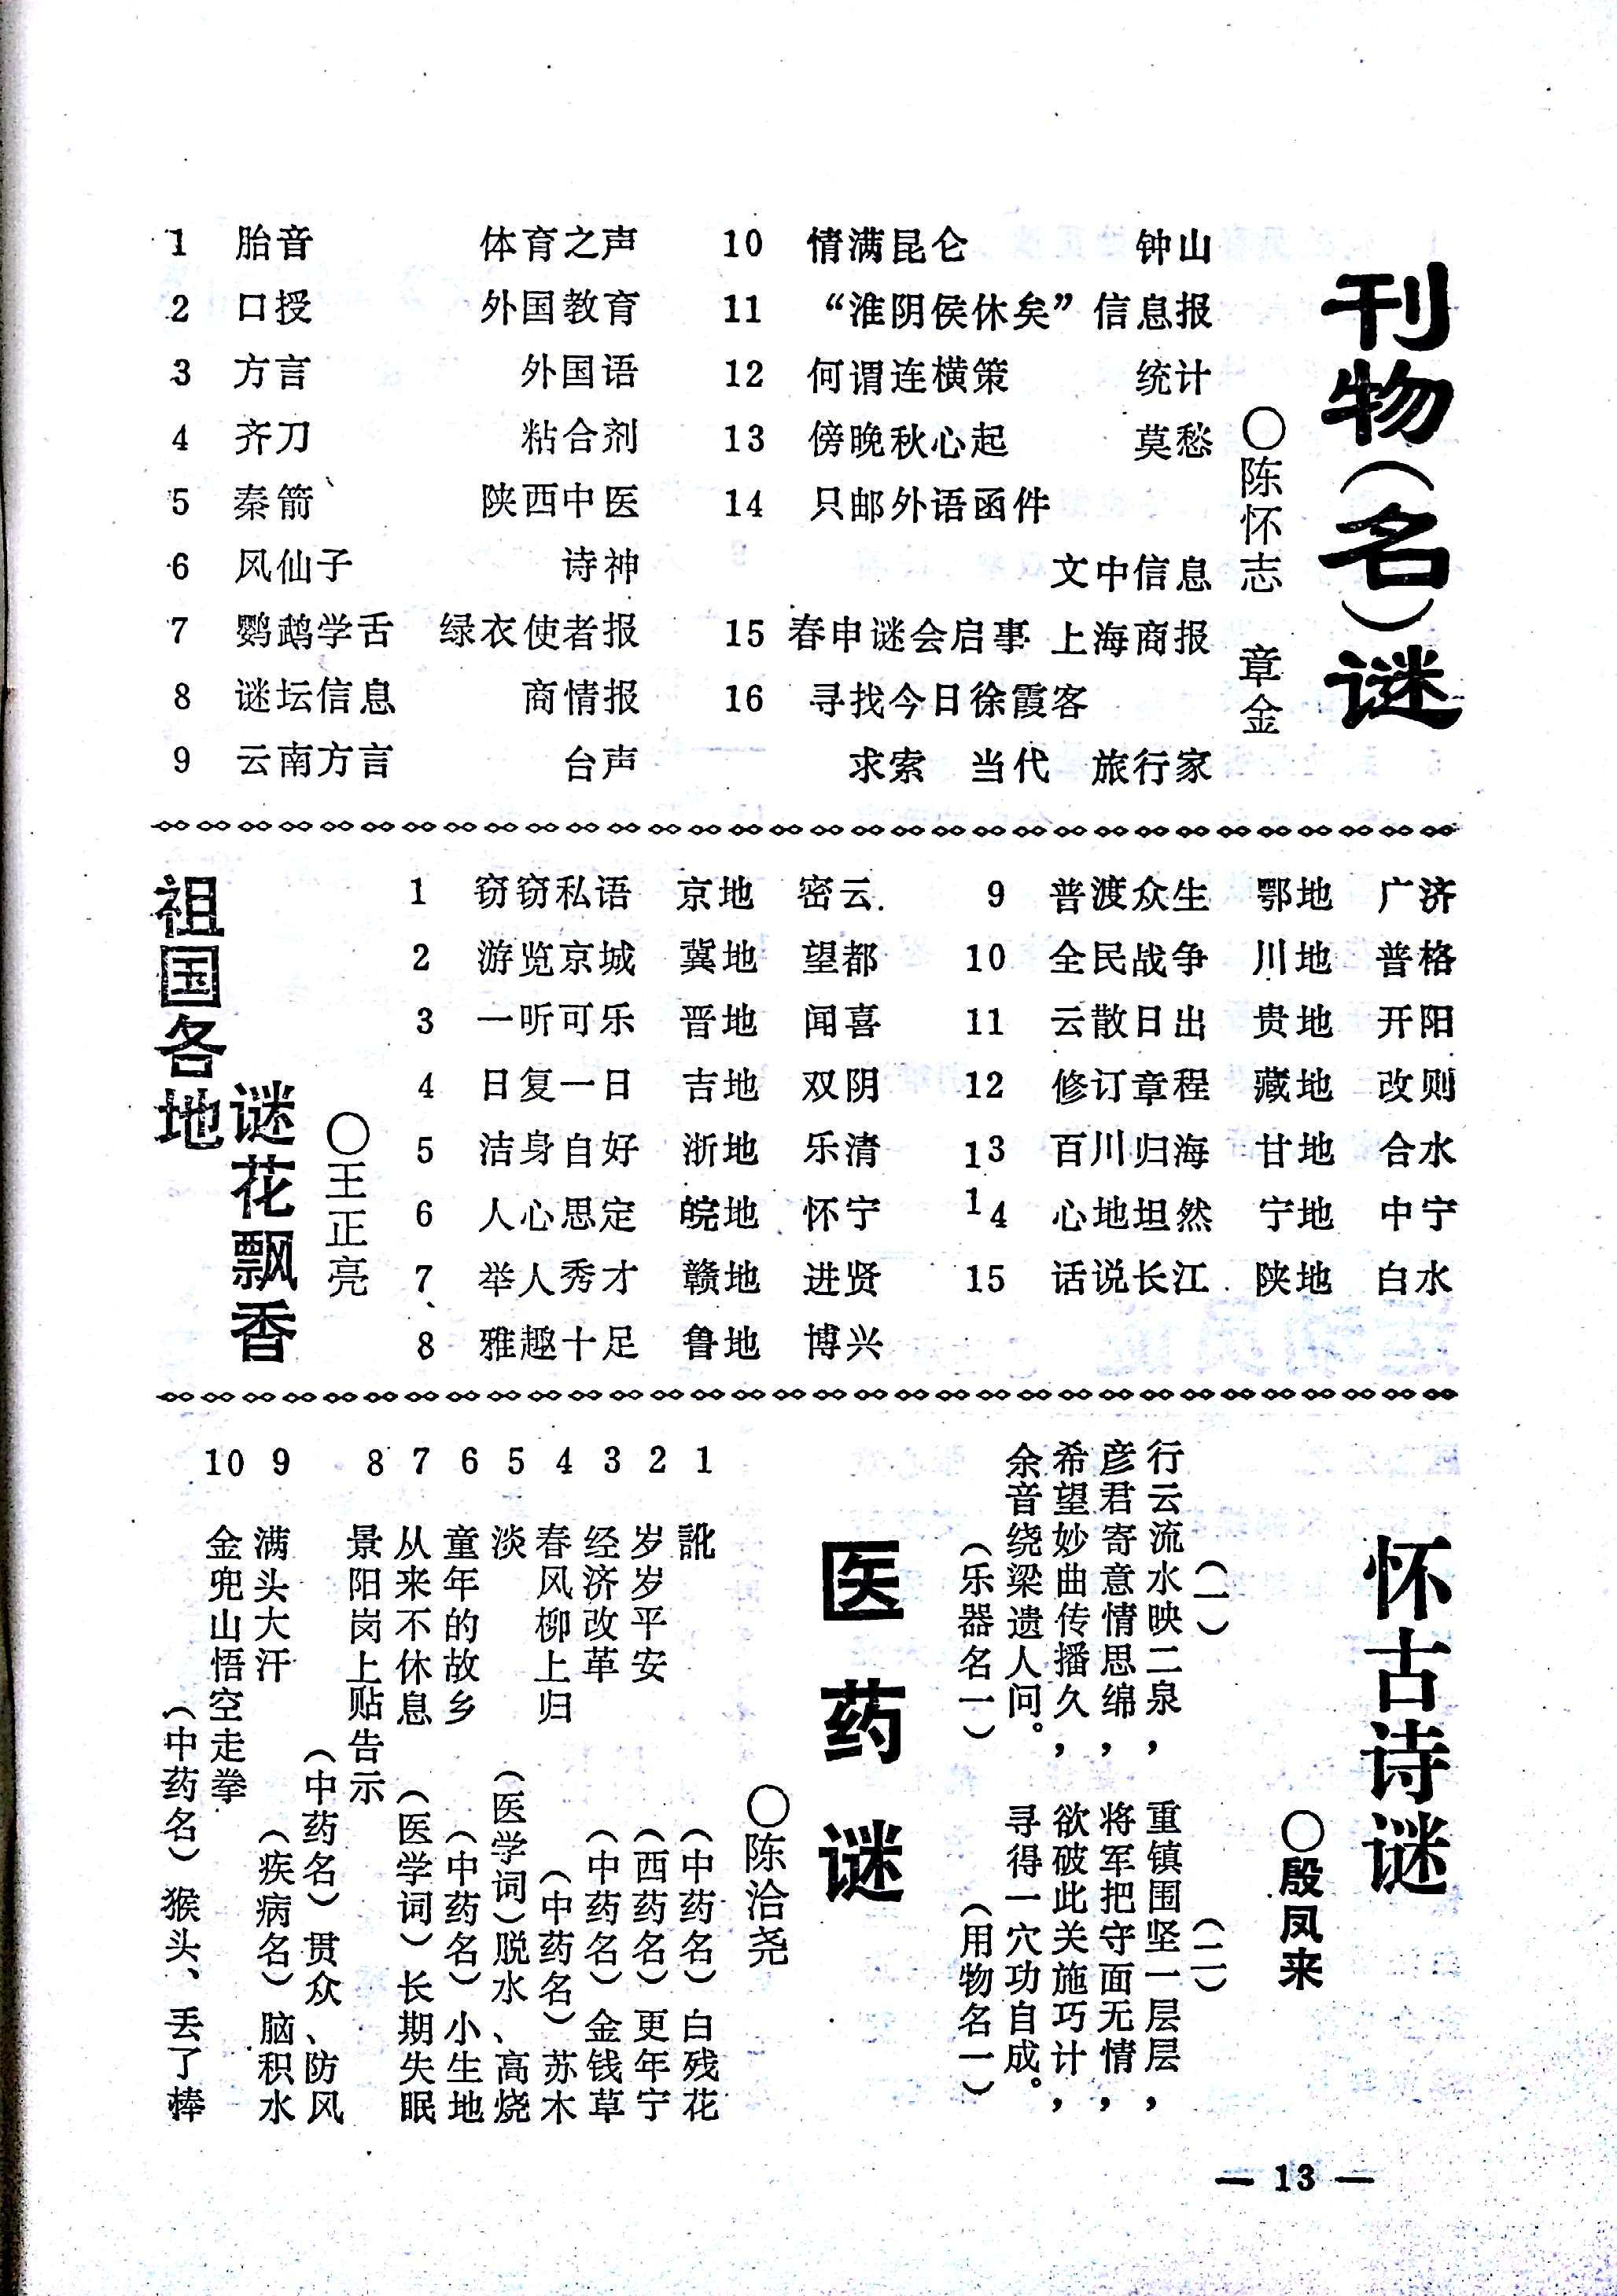 刊物(名)谜
○陈怀志 章金
1 胎音 体育之声
2 口授 外国教育
3 方言 外国语
4 齐刀 粘合剂
5 秦箭 陕西中医
6 风仙子 诗神
7 鹦鹉学舌 绿衣使者报
8 谜坛信息 商情报
9 云南方言 台声
10 情满昆仑 钟山
11 “淮阴侯休矣” 信息报
12 何谓连横策 统计
13 傍晚秋心起 莫愁
14 只邮外语函件
文中信息
15 春申谜会启事 上海商报
16 寻找今日徐霞客
求索 当代 旅行家
祖国各地
谜花飘香
○王正亮
1 窃窃私语 京地 密云
2 游览京城 冀地 望都
3 一听可乐 晋地 闻喜
4 日复一日 吉地 双阴
5 洁身自好 浙地 乐清
6 人心思定 皖地 怀宁
7 举人秀才 赣地 进贤
8 雅趣十足 鲁地 博兴
9 普渡众生 鄂地 广济
10 全民战争 川地 普格
11 云散日出 贵地 开阳
12 修订章程 藏地 改则
13 百川归海 甘地 合水
14 心地坦然 宁地 中宁
15 话说长江 陕地 白水
怀古诗谜
○殷凤来
(一)
行云流水映二泉，
彦君寄意情思绵，
希望妙曲传播久，
余音绕梁遗人问。
(乐器名一)
(二)
重镇围坚一层层，
将军把守面无情，
欲破此关施巧计，
寻得一穴功自成。
(用物名一)
医药谜
○陈洽尧
1 訛 (中药名) 白残花
2 岁岁平安 (西药名) 更年宁
3 经济改革 (中药名) 金钱草
4 春风柳上归 (中药名) 苏木
5 淡 (医学词) 脱水、高烧
6 童年的故乡 (中药名) 小生地
7 从来不休息 (医学词) 长期失眠
8 景阳岗上贴告示
(中药名) 贯众、防风
9 满头大汗 (疾病名) 脑积水
10 金兜山悟空走拳
(中药名) 猴头、丢了棒
— 13 —